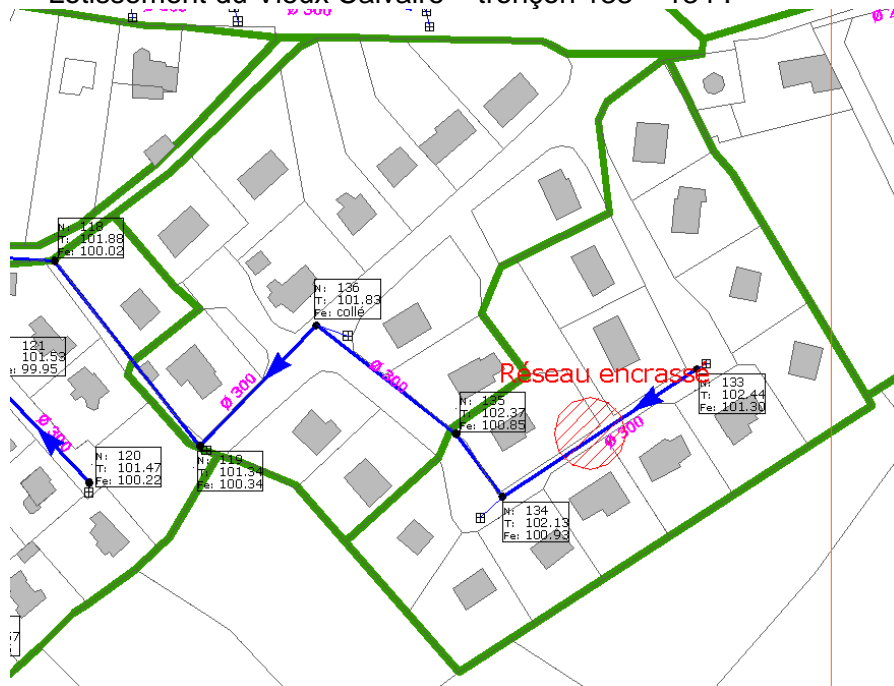 Lotissement du Vieux Calvaire – tronçon 133 – 134 :
Ø 300
N: 118
T: 101.88
Fe: 100.02
N: 136
T: 101.83
Fe: collé
121
101.53
99.95
Ø 300
Ø 300
Réseau encrassé
N: 133
T: 102.44
Fe: 101.30
N: 135
T: 102.37
Fe: 100.85
Ø 300
Ø 300
N: 120
T: 101.47
Fe: 100.22
N: 119
T: 101.34
Fe: 100.34
N: 134
T: 102.13
Fe: 100.93